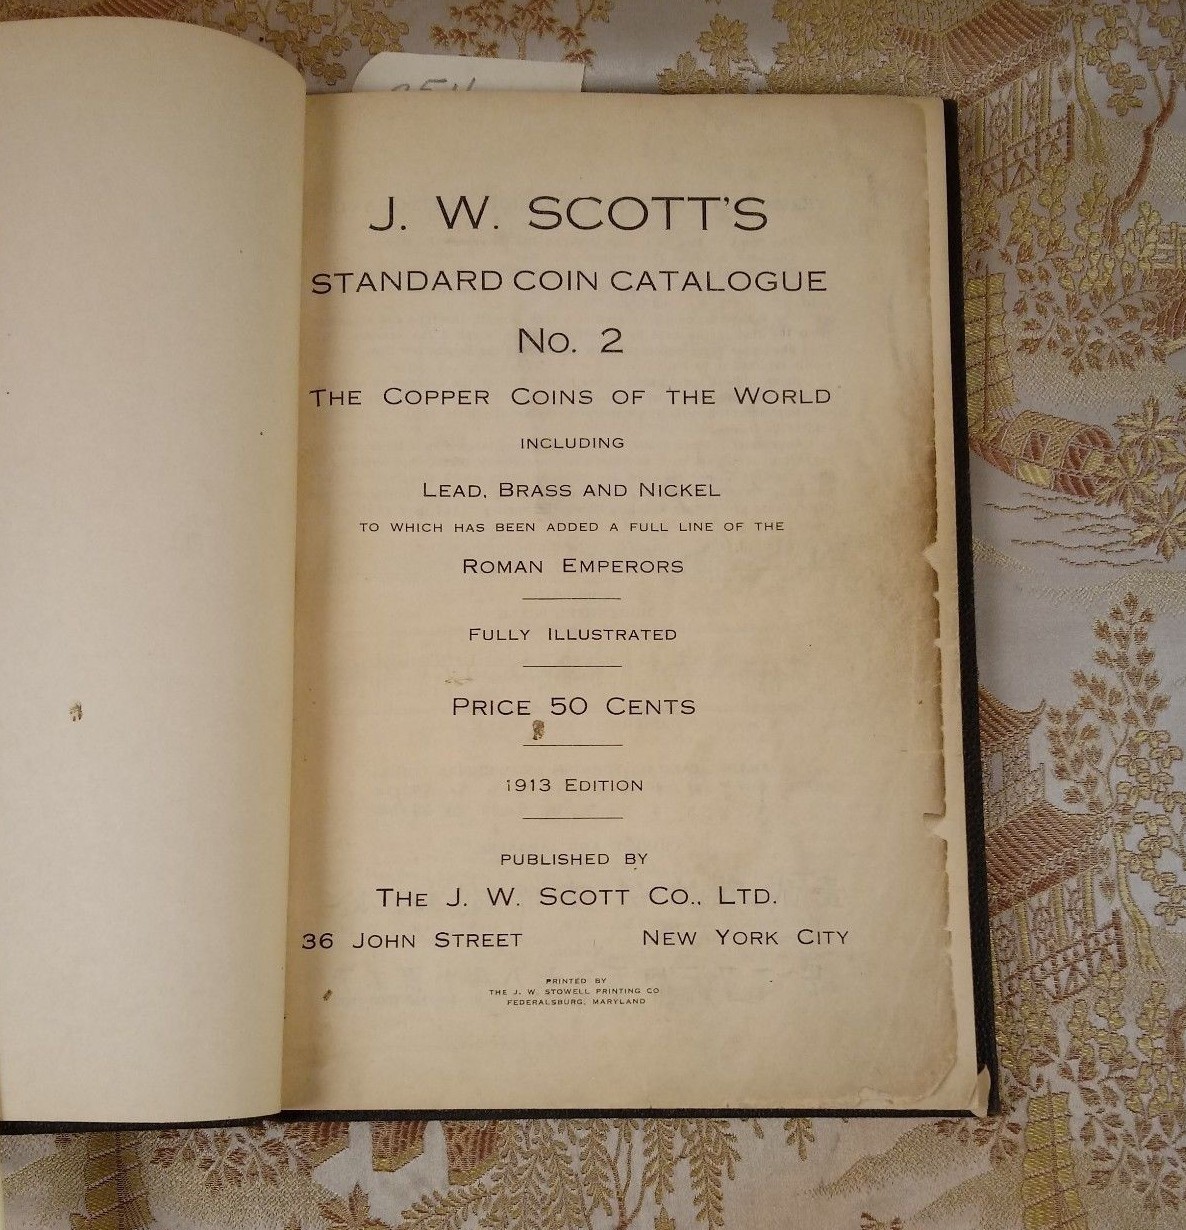 J. W. SCOTT'S
STANDARD COIN CATALOGUE
No. 2
THE COPPER COINS OF THE WORLD
INCLUDING
LEAD, BRASS AND NICKEL
TO WHICH HAS BEEN ADDED A FULL LINE OF THE
ROMAN EMPERORS
FULLY ILLUSTRATED
PRICE 50 CENTS
1913 EDITION
PUBLISHED BY
THE J. W. SCOTT CO., LTD.
36 JOHN STREET NEW YORK CITY
PRINTED BY
THE J. W. STOWELL PRINTING CO
FEDERALSBURG, MARYLAND